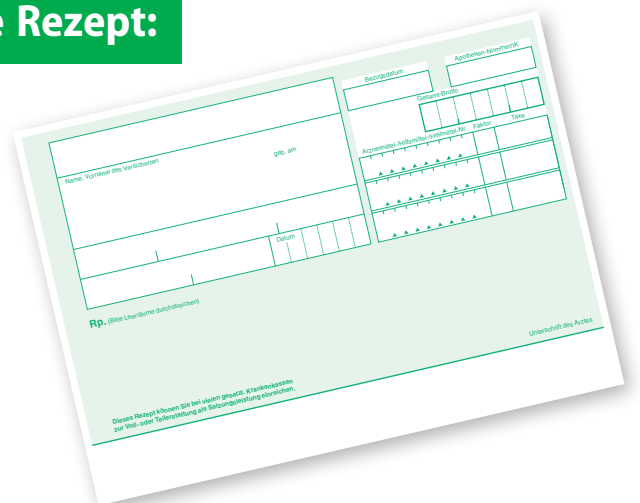 e Rezept:
Bezugsdatum
Apotheken-Nummer/IK
Gesamt-Brutto
Arzneimittel-/Hilfsmittel-/Heilmittel-Nr. Faktor Taxe
Name, Vorname des Versicherten
geb. am
Datum
Rp. (Bitte Leerräume durchstreichen)
Unterschrift des Arztes
Dieses Rezept können Sie bei vielen gesetzl. Krankenkassen
zur Voll- oder Teilerstattung als Satzungsleistung einreichen.